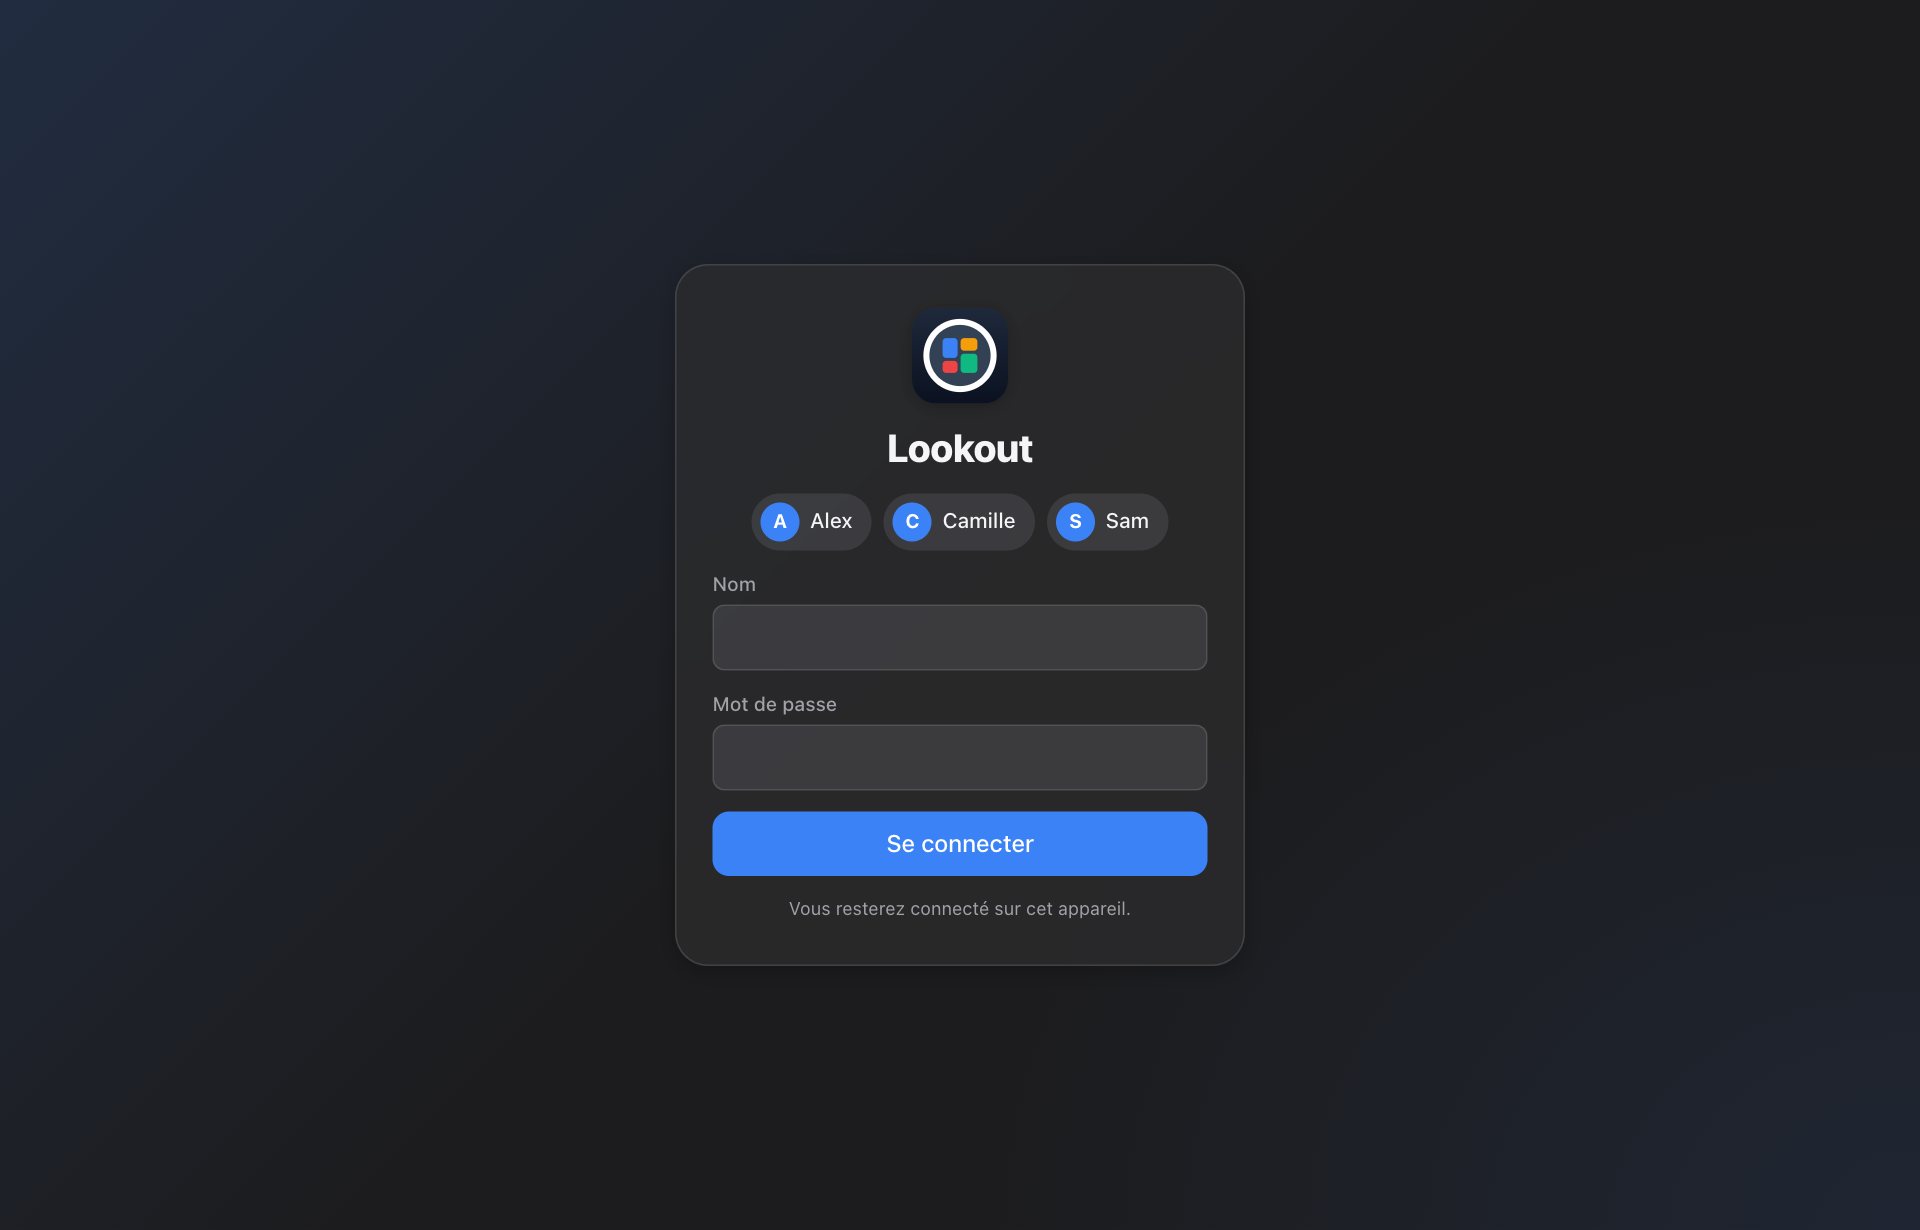 Lookout
A Alex C Camille S Sam
Nom
Mot de passe
Se connecter
Vous resterez connecté sur cet appareil.